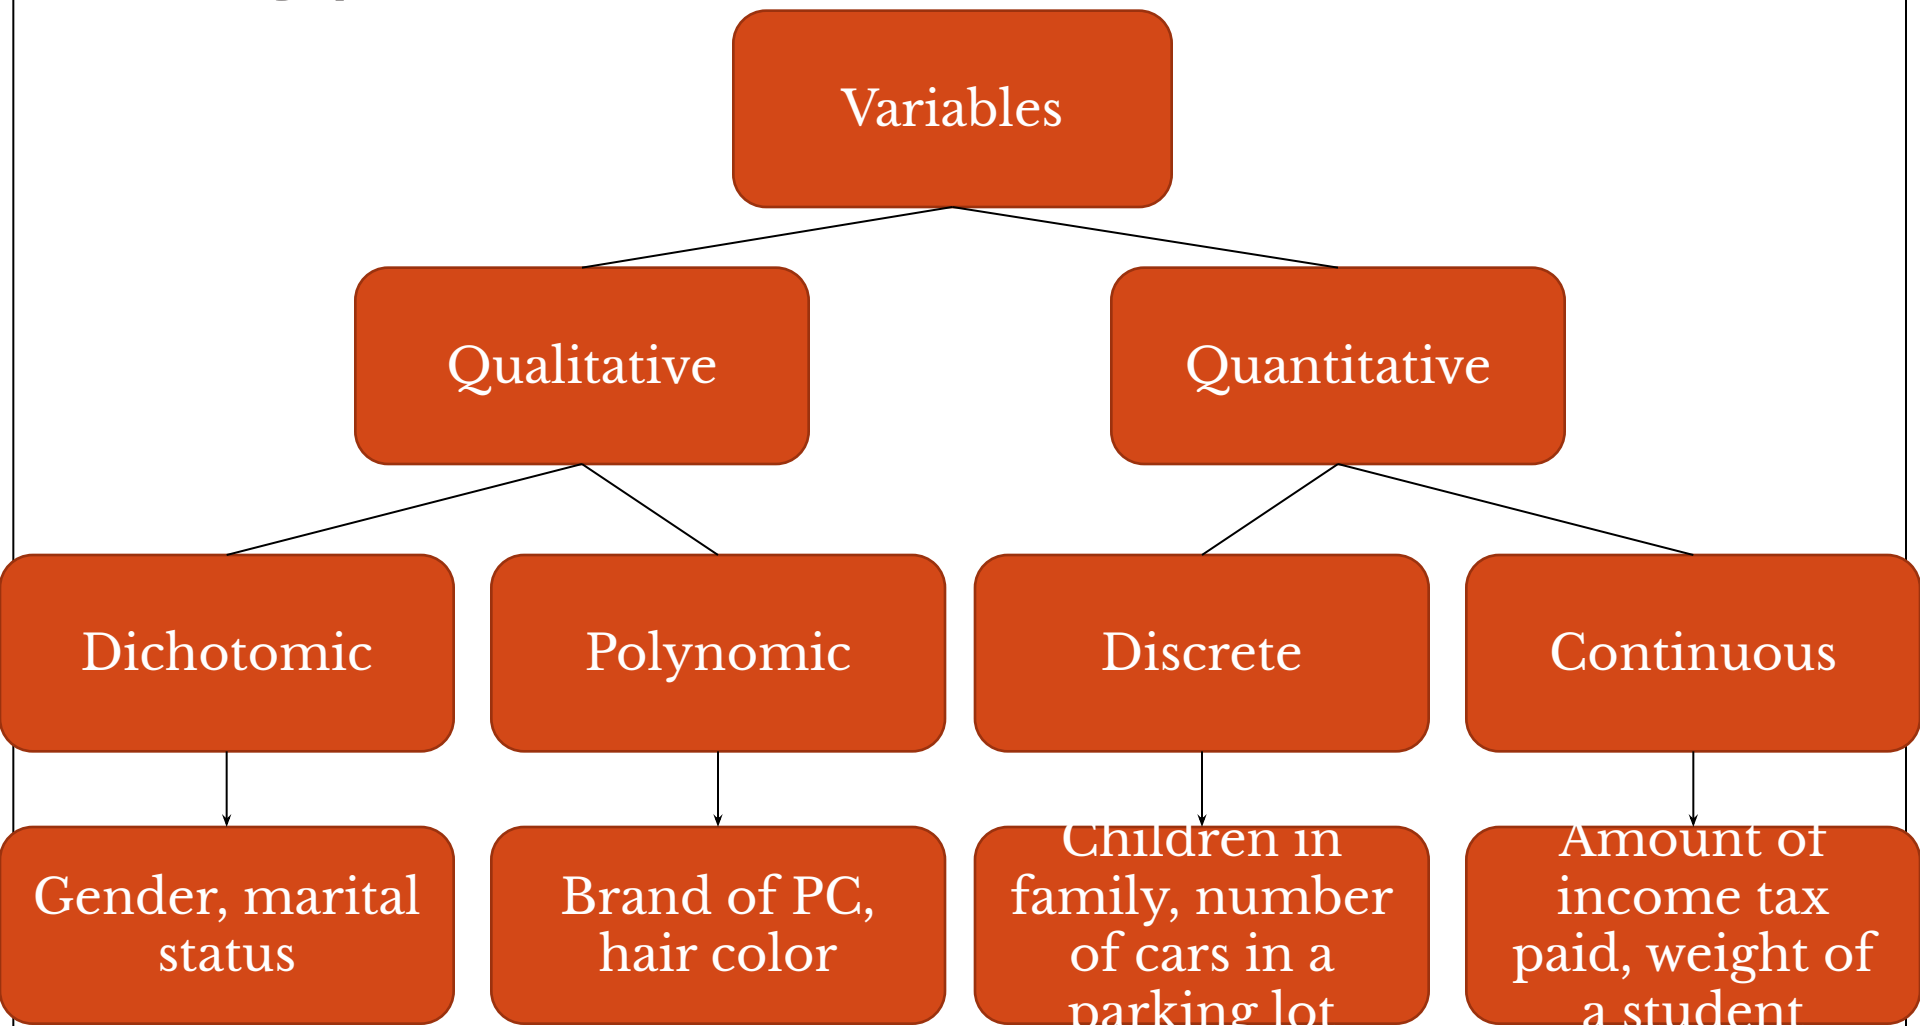 Variables
Qualitative
Quantitative
Dichotomic
Polynomic
Discrete
Continuous
Gender, marital
status
Brand of PC,
hair color
Children in
family, number
of cars in a
parking lot
Amount of
income tax
paid, weight of
a student